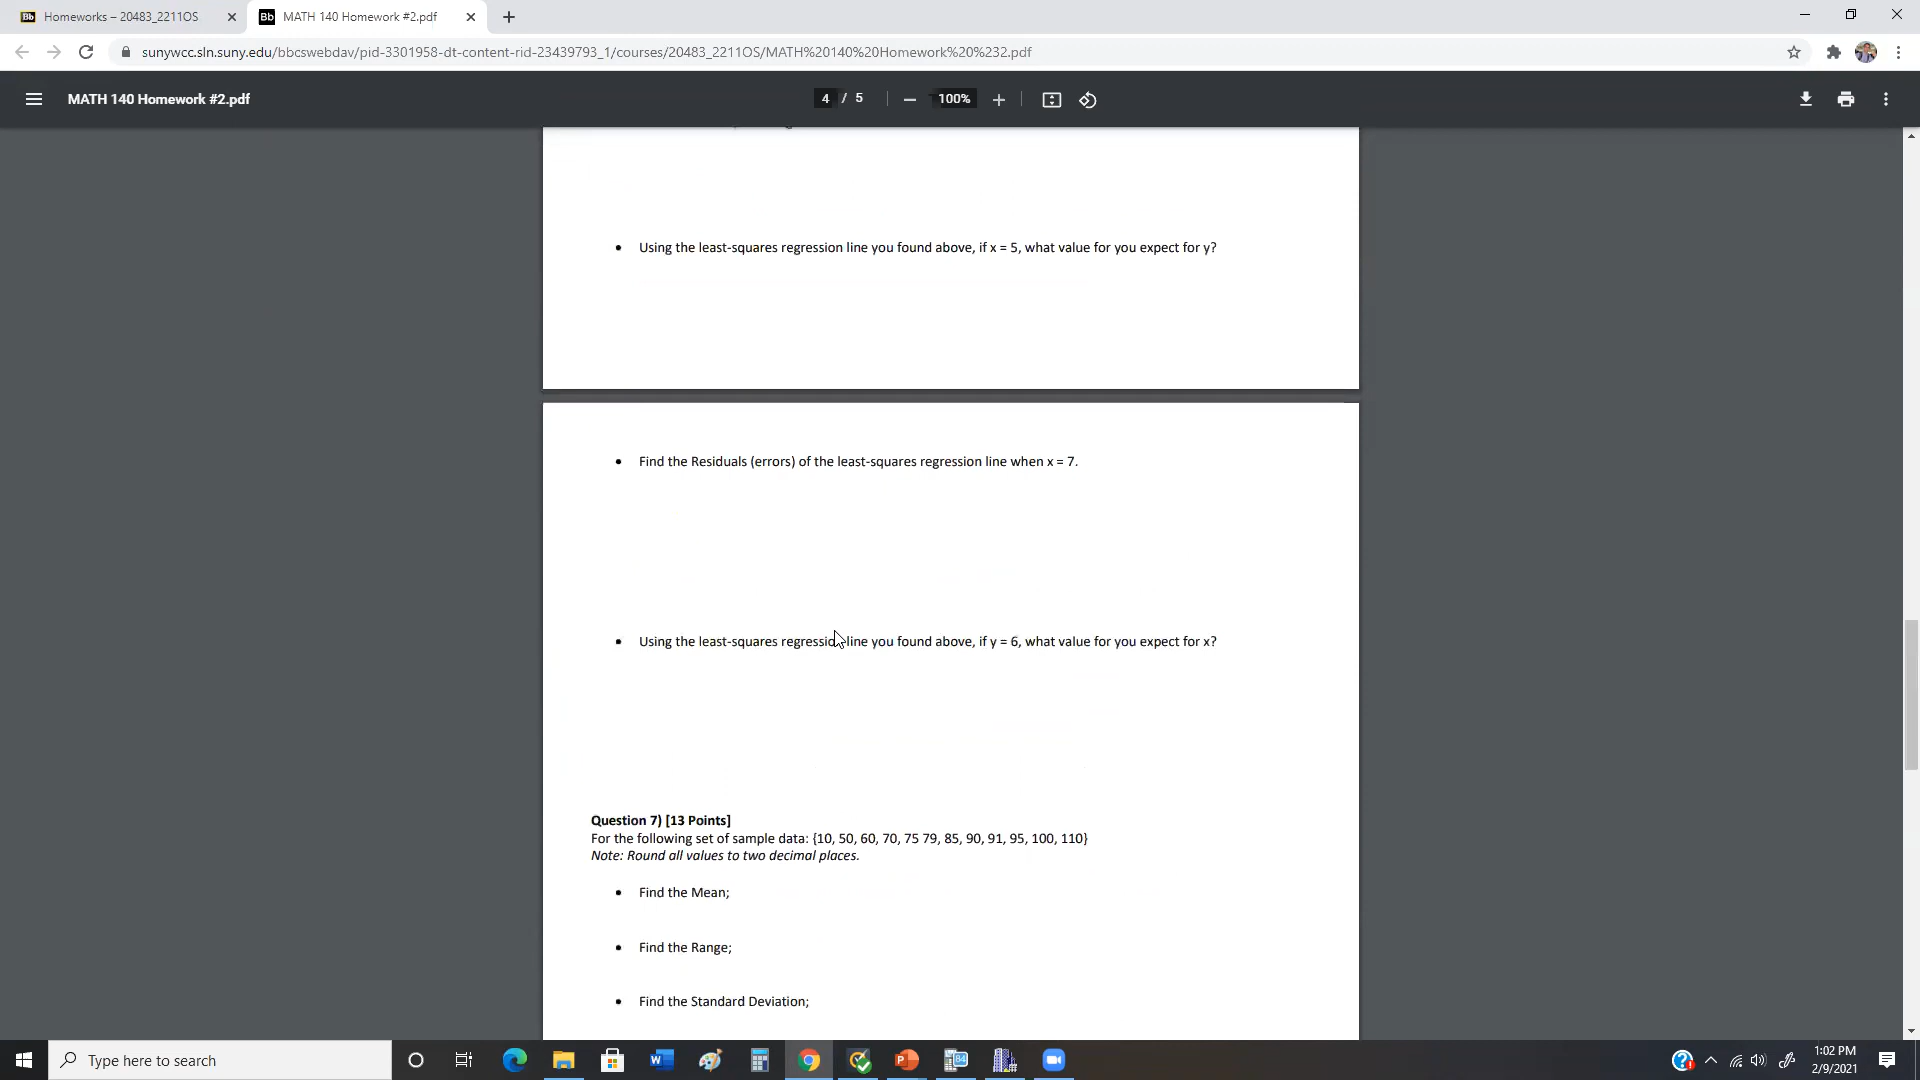 Homeworks – 20483_2211OS
MATH 140 Homework #2.pdf
sunywcc.sln.suny.edu/bbcswebdav/pid-3301958-dt-content-rid-23439793_1/courses/20483_2211OS/MATH%20140%20Homework%20%232.pdf
MATH 140 Homework #2.pdf
4 / 5
100%
• Using the least-squares regression line you found above, if x = 5, what value for you expect for y?
• Find the Residuals (errors) of the least-squares regression line when x = 7.
• Using the least-squares regression line you found above, if y = 6, what value for you expect for x?
Question 7) [13 Points]
For the following set of sample data: {10, 50, 60, 70, 75 79, 85, 90, 91, 95, 100, 110}
Note: Round all values to two decimal places.
• Find the Mean;
• Find the Range;
• Find the Standard Deviation;
Type here to search
1:02 PM
2/9/2021